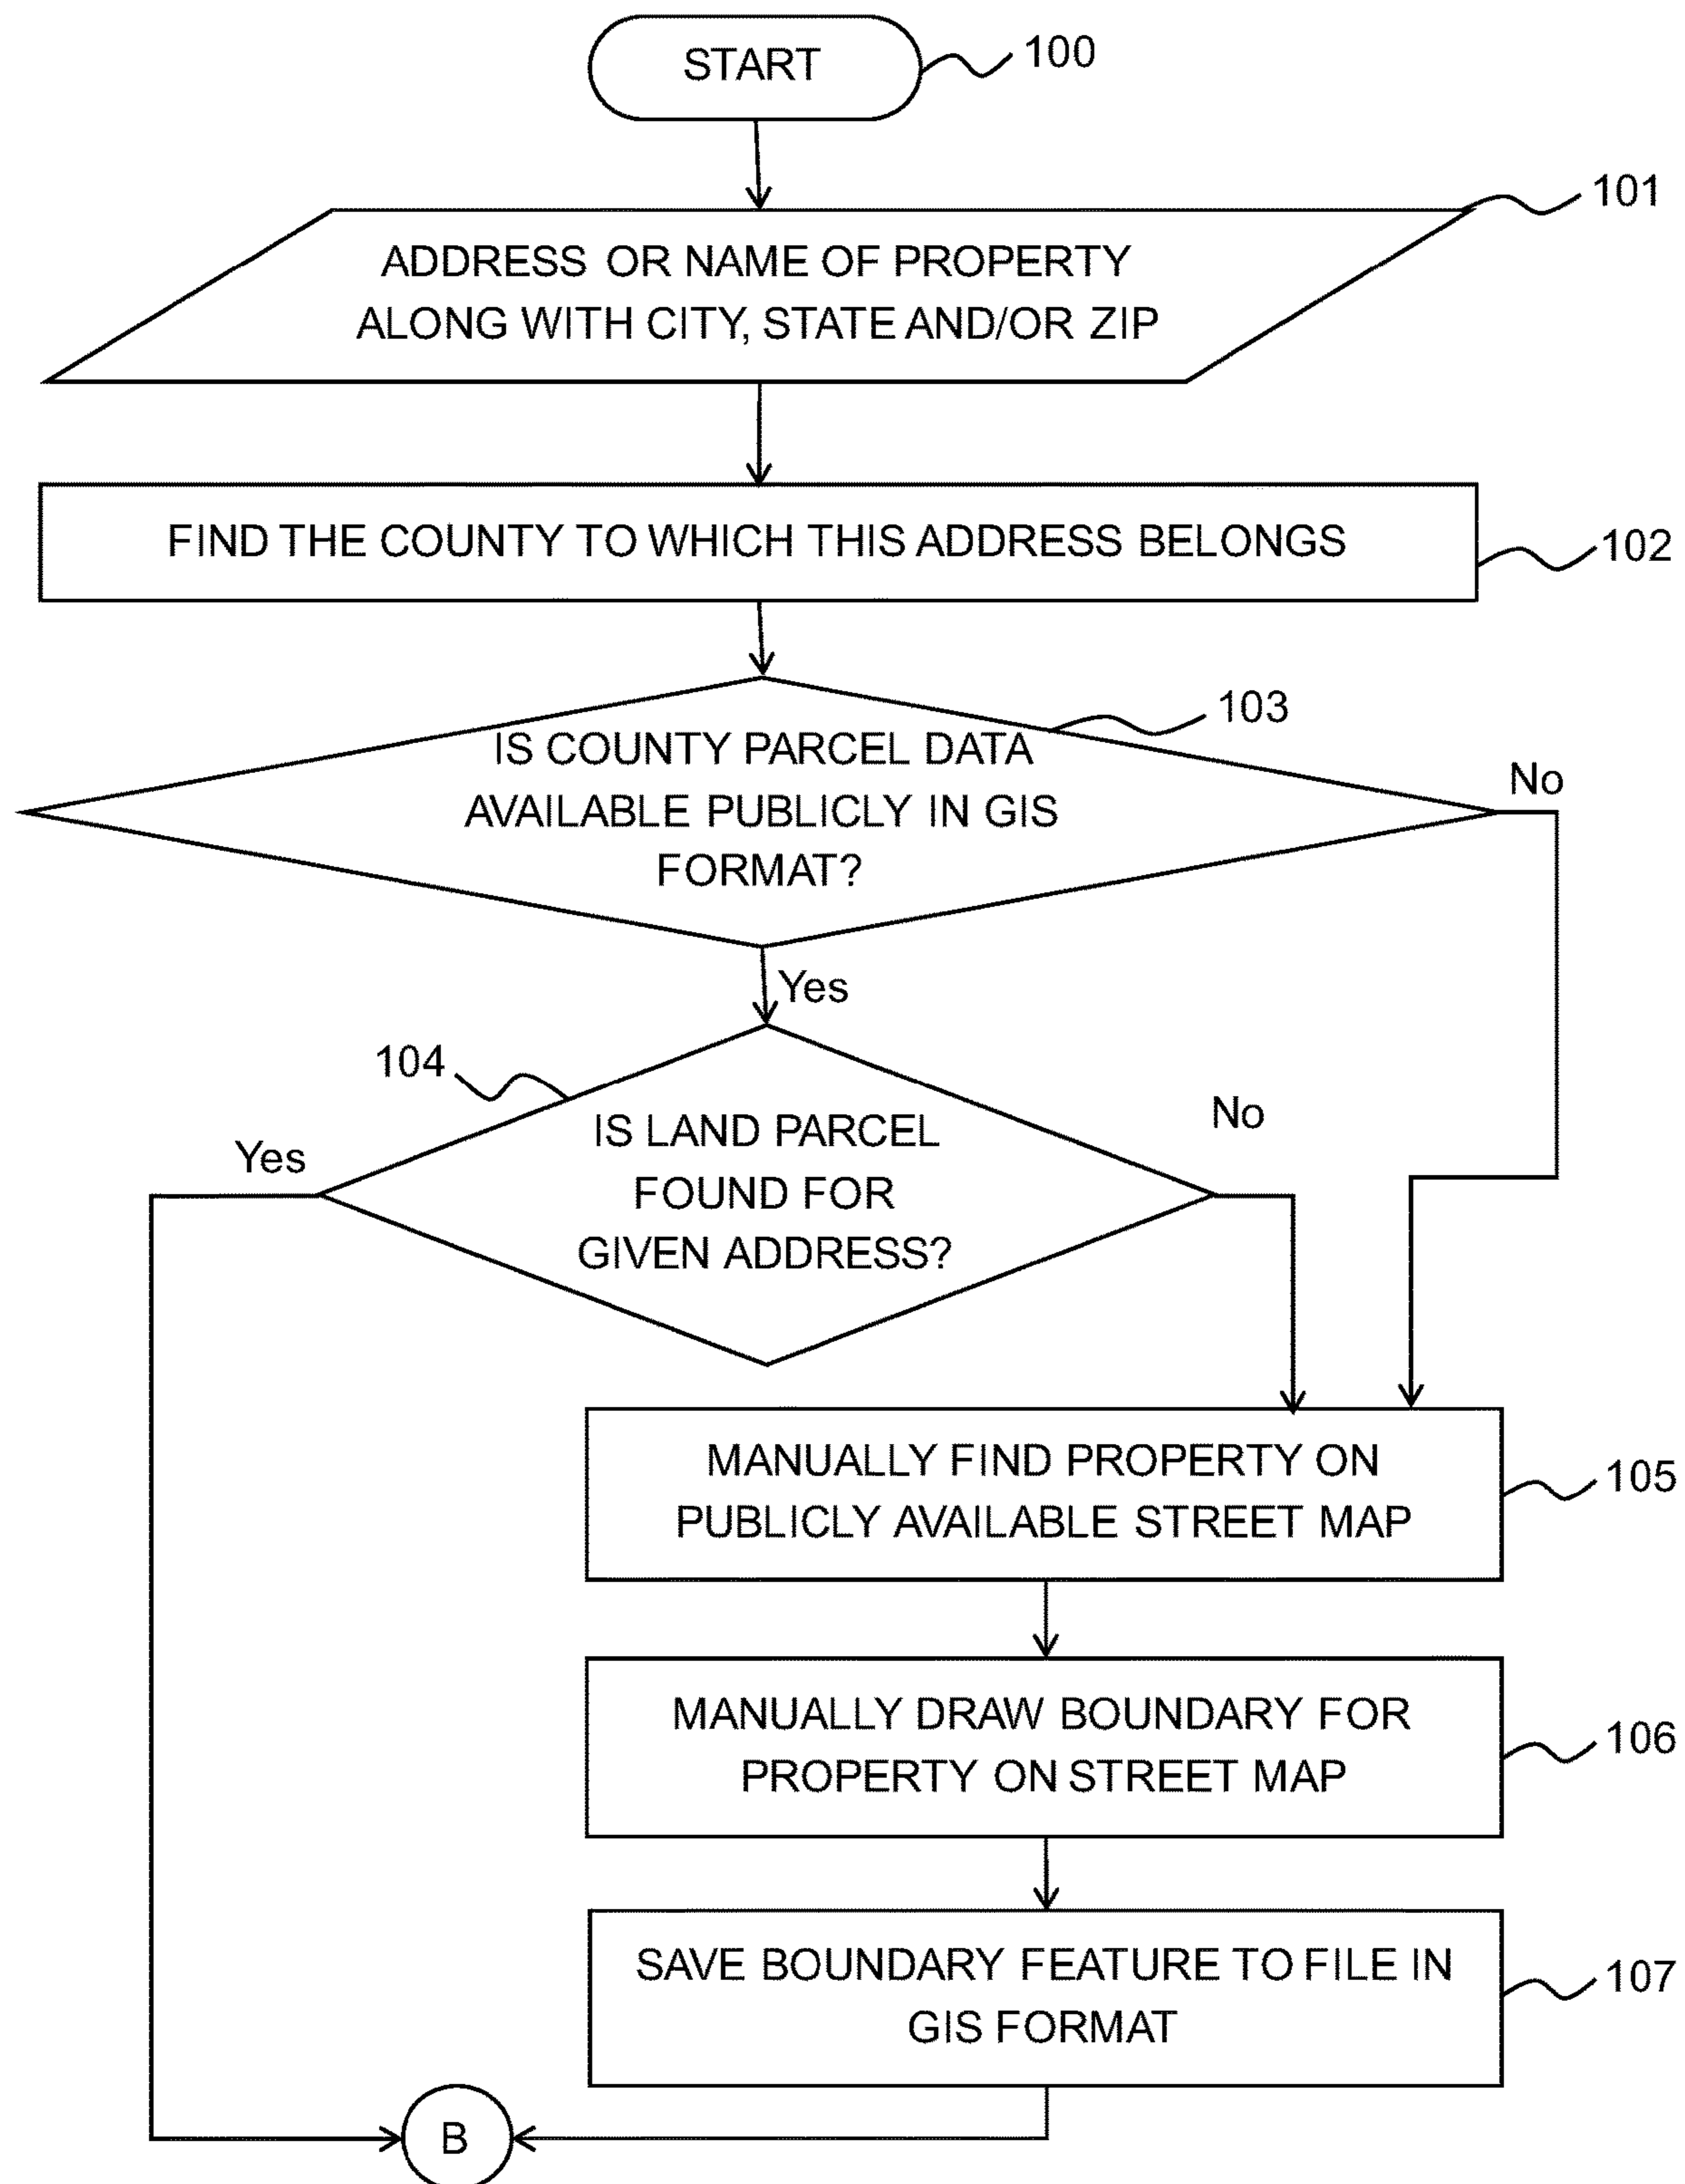 START
100
101
ADDRESS OR NAME OF PROPERTY
ALONG WITH CITY, STATE AND/OR ZIP
FIND THE COUNTY TO WHICH THIS ADDRESS BELONGS
102
103
IS COUNTY PARCEL DATA
AVAILABLE PUBLICLY IN GIS
FORMAT?
No
Yes
104
IS LAND PARCEL
FOUND FOR
GIVEN ADDRESS?
Yes
No
MANUALLY FIND PROPERTY ON
PUBLICLY AVAILABLE STREET MAP
105
MANUALLY DRAW BOUNDARY FOR
PROPERTY ON STREET MAP
106
SAVE BOUNDARY FEATURE TO FILE IN
GIS FORMAT
107
B